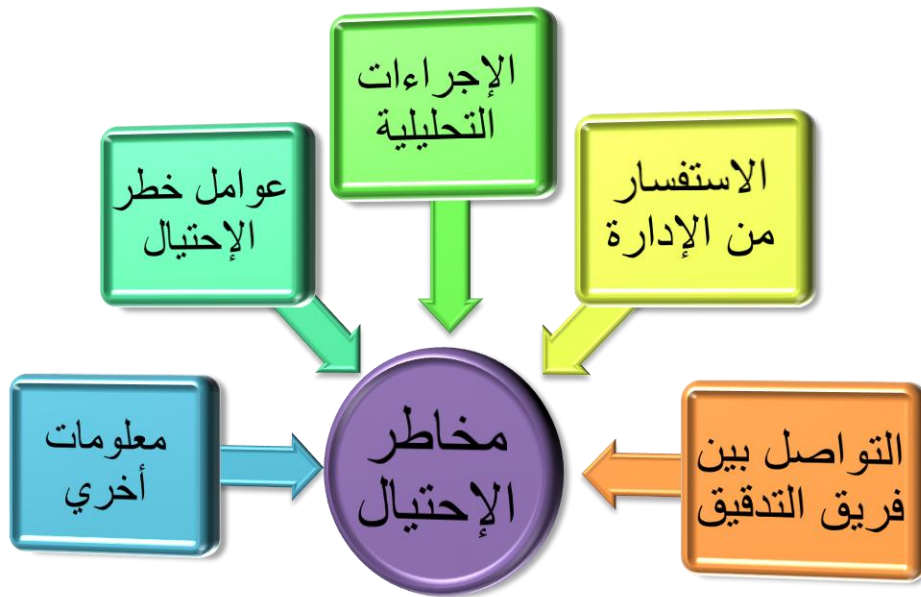 الإجراءات
التحليلية
الاستفسار
من الإدارة
عوامل خطر
الإحتيال
التواصل بين
فريق التدقيق
معلومات
أخري
مخاطر
الإحتيال